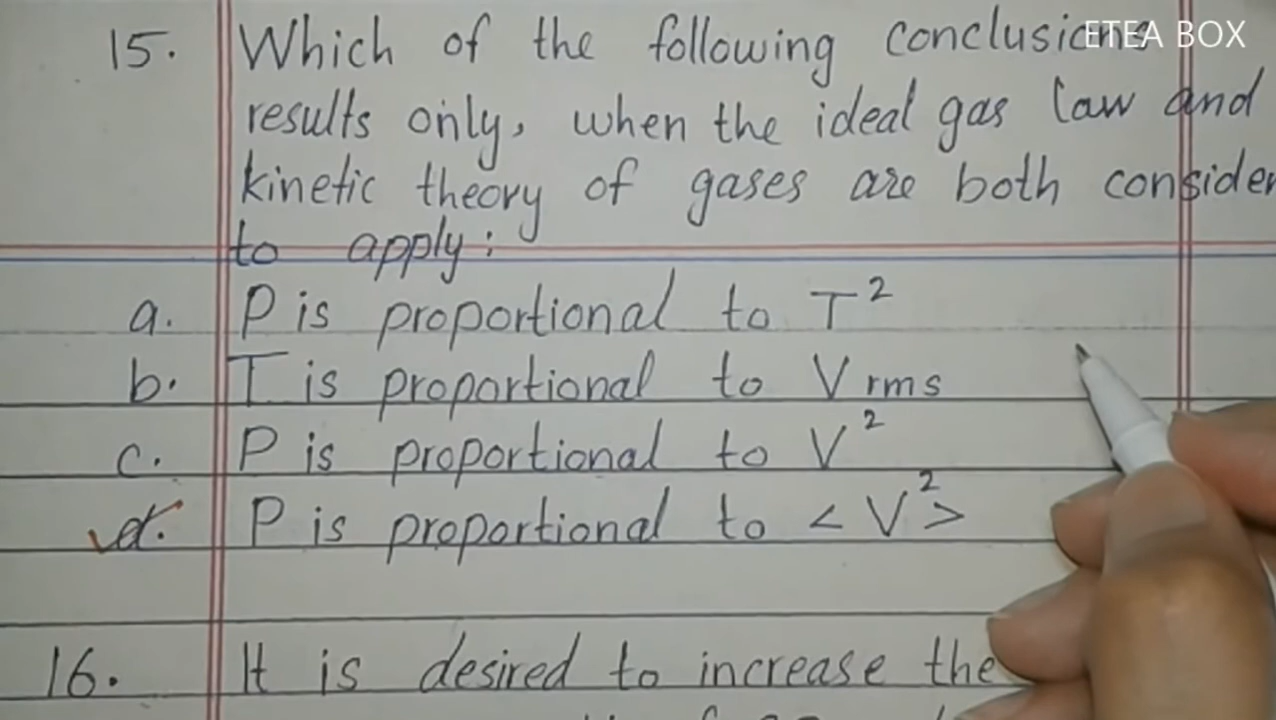 ETEA BOX
15. Which of the following conclusions
results only, when the ideal gas law and
kinetic theory of gases are both consider
to apply:
a. P is proportional to T²
b. T is proportional to V rms
c. P is proportional to V²
d. P is proportional to < V² >
16. It is desired to increase the